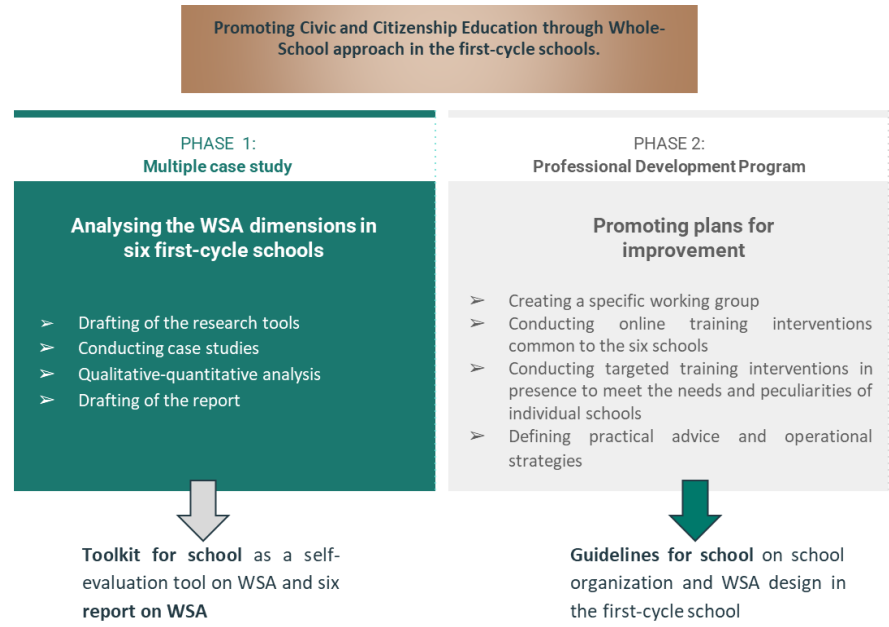 Promoting Civic and Citizenship Education through Whole-
School approach in the first-cycle schools.
PHASE 1:
Multiple case study
Analysing the WSA dimensions in
six first-cycle schools
➢ Drafting of the research tools
➢ Conducting case studies
➢ Qualitative-quantitative analysis
➢ Drafting of the report
Toolkit for school as a self-
evaluation tool on WSA and six
report on WSA
PHASE 2:
Professional Development Program
Promoting plans for
improvement
➢ Creating a specific working group
➢ Conducting online training interventions
common to the six schools
➢ Conducting targeted training interventions in
presence to meet the needs and peculiarities of
individual schools
➢ Defining practical advice and operational
strategies
Guidelines for school on school
organization and WSA design in
the first-cycle school